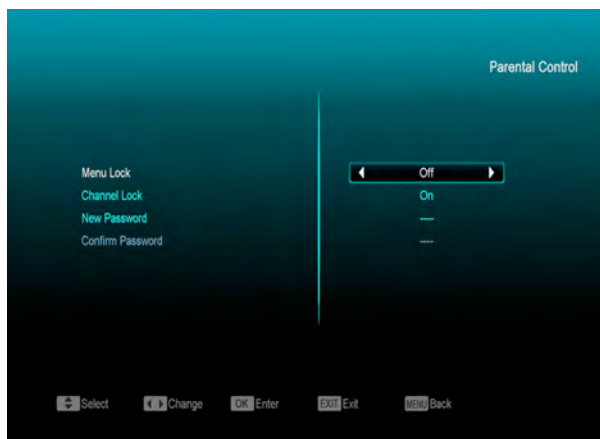 Parental Control
Menu Lock Off
Channel Lock On
New Password ----
Confirm Password ----
Select Change OK Enter EXIT Exit MENU Back